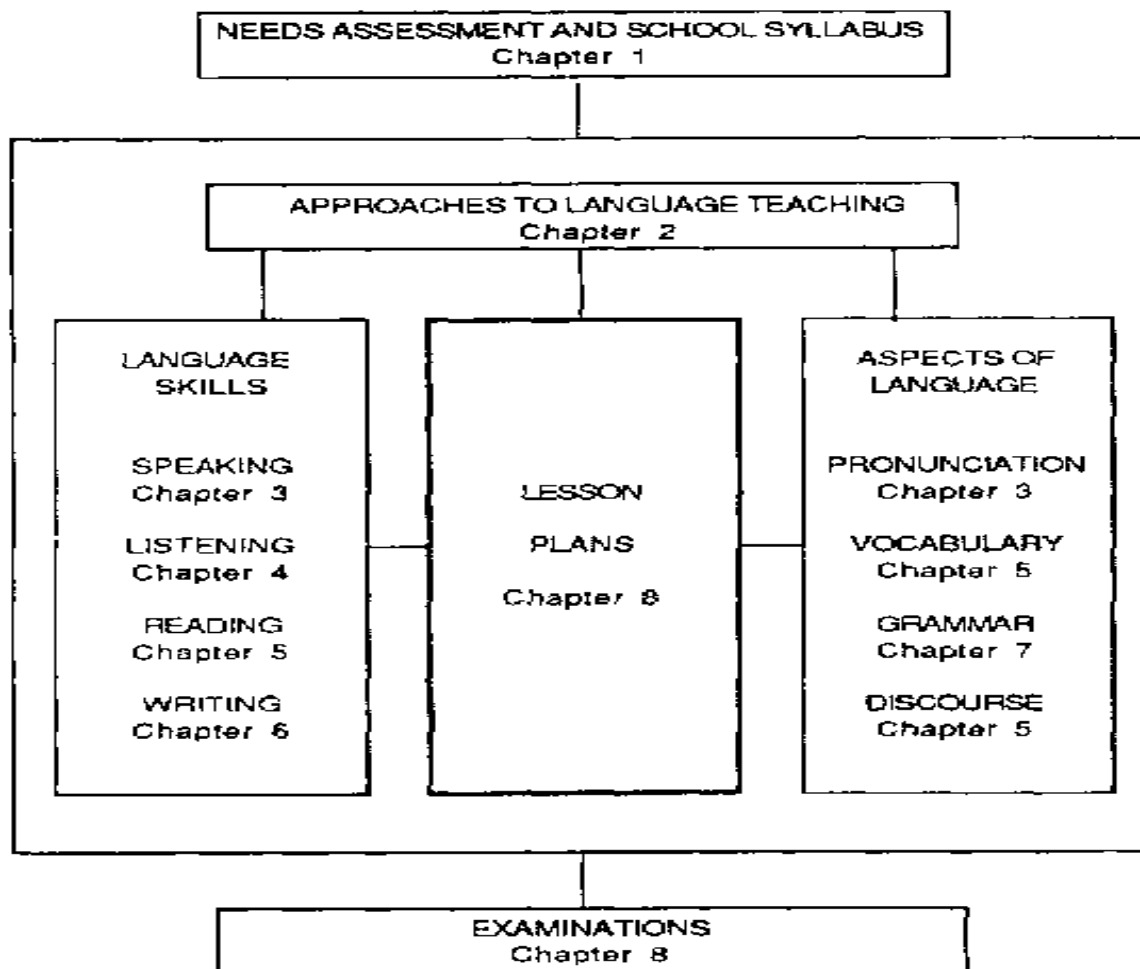 NEEDS ASSESSMENT AND SCHOOL SYLLABUS
Chapter 1
APPROACHES TO LANGUAGE TEACHING
Chapter 2
LANGUAGE
SKILLS
SPEAKING
Chapter 3
LISTENING
Chapter 4
READING
Chapter 5
WRITING
Chapter 6
LESSON
PLANS
Chapter 8
ASPECTS OF
LANGUAGE
PRONUNCIATION
Chapter 3
VOCABULARY
Chapter 5
GRAMMAR
Chapter 7
DISCOURSE
Chapter 5
EXAMINATIONS
Chapter 8